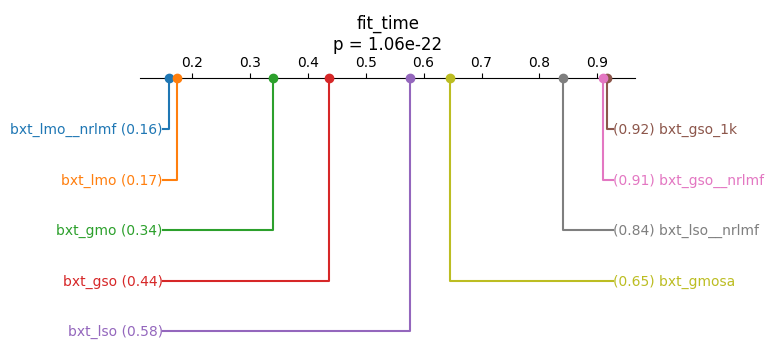 fit_time
p = 1.06e-22
0.2 0.3 0.4 0.5 0.6 0.7 0.8 0.9
bxt_lmo__nrlmf (0.16)
(0.92) bxt_gso_1k
bxt_lmo (0.17)
(0.91) bxt_gso__nrlmf
bxt_gmo (0.34)
(0.84) bxt_lso__nrlmf
bxt_gso (0.44)
(0.65) bxt_gmosa
bxt_lso (0.58)